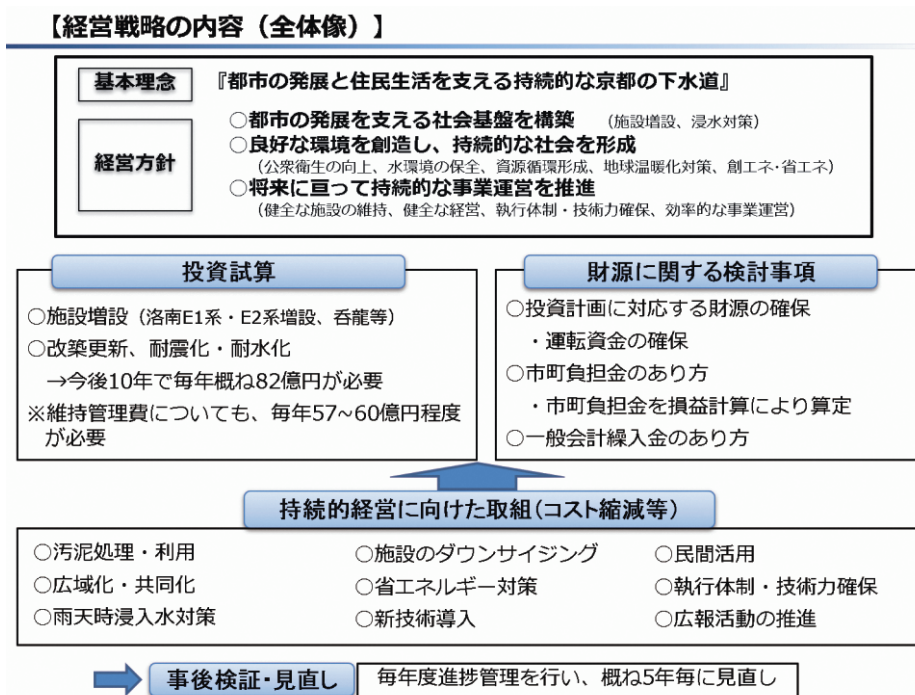 【経営戦略の内容（全体像）】
基本理念
『都市の発展と住民生活を支える持続的な京都の下水道』
経営方針
○都市の発展を支える社会基盤を構築　（施設増設、浸水対策）
○良好な環境を創造し、持続的な社会を形成
（公衆衛生の向上、水環境の保全、資源循環形成、地球温暖化対策、創エネ・省エネ）
○将来に亘って持続的な事業運営を推進
（健全な施設の維持、健全な経営、執行体制・技術力確保、効率的な事業運営）
投資試算
○施設増設（洛南E1系・E2系増設、呑龍等）
○改築更新、耐震化・耐水化
→今後10年で毎年概ね82億円が必要
※維持管理費についても、毎年57~60億円程度
が必要
財源に関する検討事項
○投資計画に対応する財源の確保
・運転資金の確保
○市町負担金のあり方
・市町負担金を損益計算により算定
○一般会計繰入金のあり方
持続的経営に向けた取組（コスト縮減等）
○汚泥処理・利用
○広域化・共同化
○雨天時浸入水対策
○施設のダウンサイジング
○省エネルギー対策
○新技術導入
○民間活用
○執行体制・技術力確保
○広報活動の推進
事後検証・見直し
毎年度進捗管理を行い、概ね5年毎に見直し